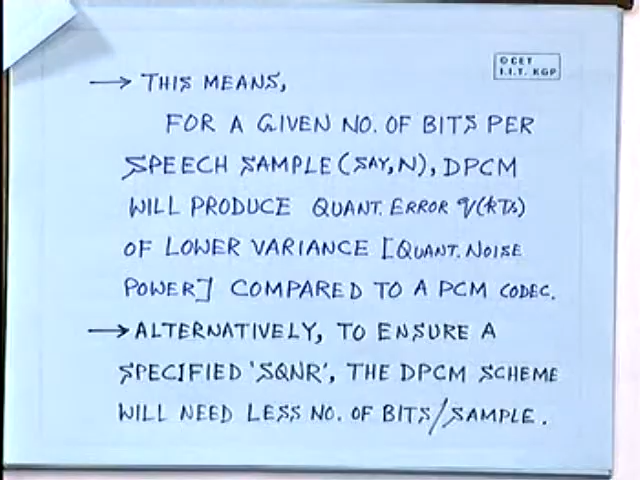 © CET
I.I.T. KGP
→ THIS MEANS,
FOR A GIVEN NO. OF BITS PER
SPEECH SAMPLE (SAY, N), DPCM
WILL PRODUCE QUANT. ERROR q(kTs)
OF LOWER VARIANCE [QUANT. NOISE
POWER] COMPARED TO A PCM CODEC.
→ ALTERNATIVELY, TO ENSURE A
SPECIFIED 'SQNR', THE DPCM SCHEME
WILL NEED LESS NO. OF BITS/SAMPLE.